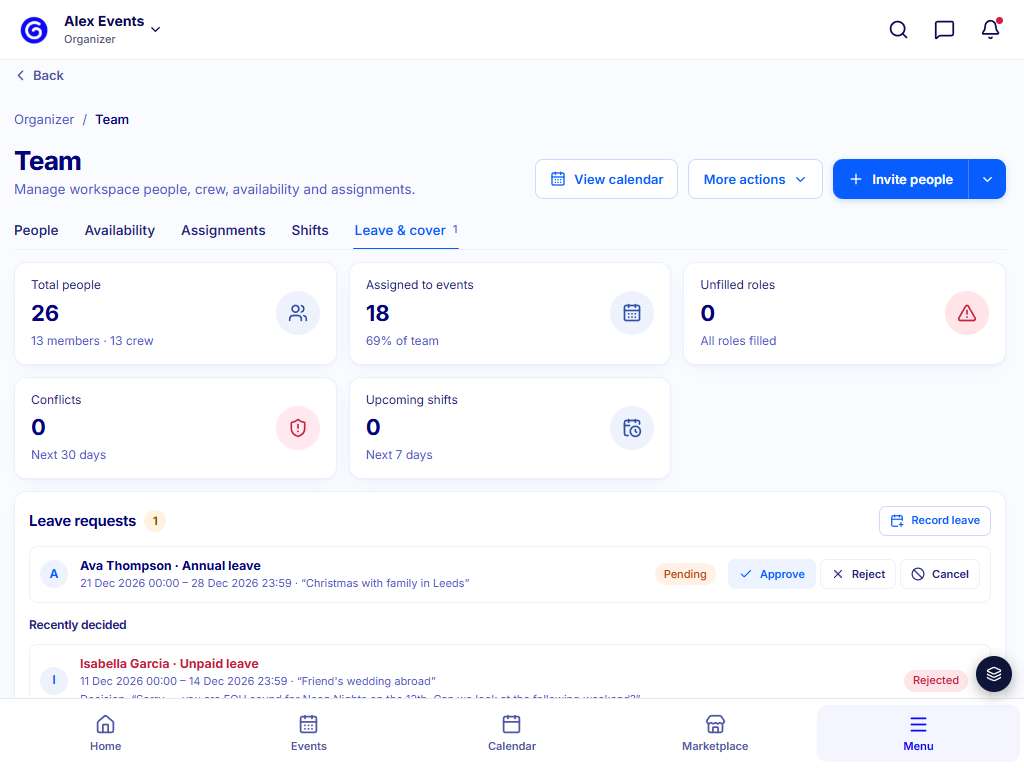 Alex Events
Organizer
Back
Organizer / Team
Team
Manage workspace people, crew, availability and assignments.
View calendar
More actions
Invite people
People
Availability
Assignments
Shifts
Leave & cover 1
Total people
26
13 members · 13 crew
Assigned to events
18
69% of team
Unfilled roles
0
All roles filled
Conflicts
0
Next 30 days
Upcoming shifts
0
Next 7 days
Leave requests 1
Record leave
A
Ava Thompson · Annual leave
21 Dec 2026 00:00 – 28 Dec 2026 23:59 · “Christmas with family in Leeds”
Pending
Approve
Reject
Cancel
Recently decided
I
Isabella Garcia · Unpaid leave
11 Dec 2026 00:00 – 14 Dec 2026 23:59 · “Friend's wedding abroad”
Rejected
Home
Events
Calendar
Marketplace
Menu